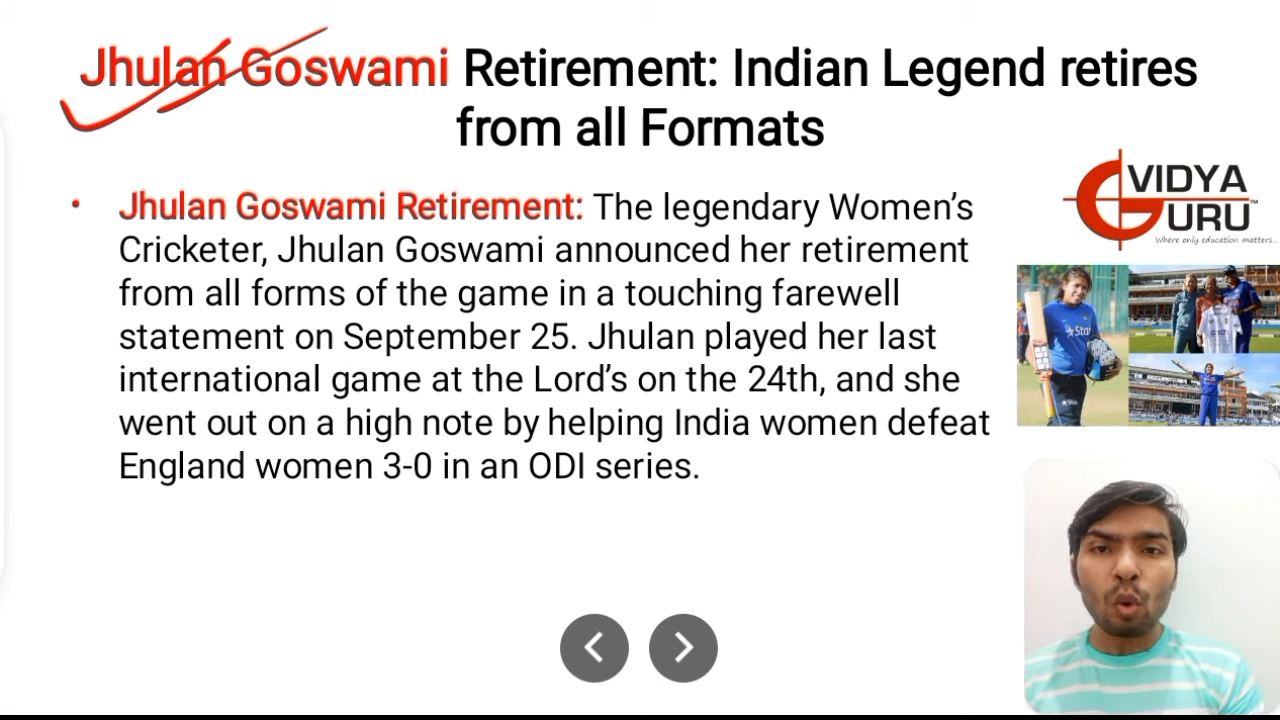 Jhulan Goswami Retirement: Indian Legend retires
from all Formats
• Jhulan Goswami Retirement: The legendary Women’s
Cricketer, Jhulan Goswami announced her retirement
from all forms of the game in a touching farewell
statement on September 25. Jhulan played her last
international game at the Lord’s on the 24th, and she
went out on a high note by helping India women defeat
England women 3-0 in an ODI series.
VIDYA
GURU™
Where only education matters...